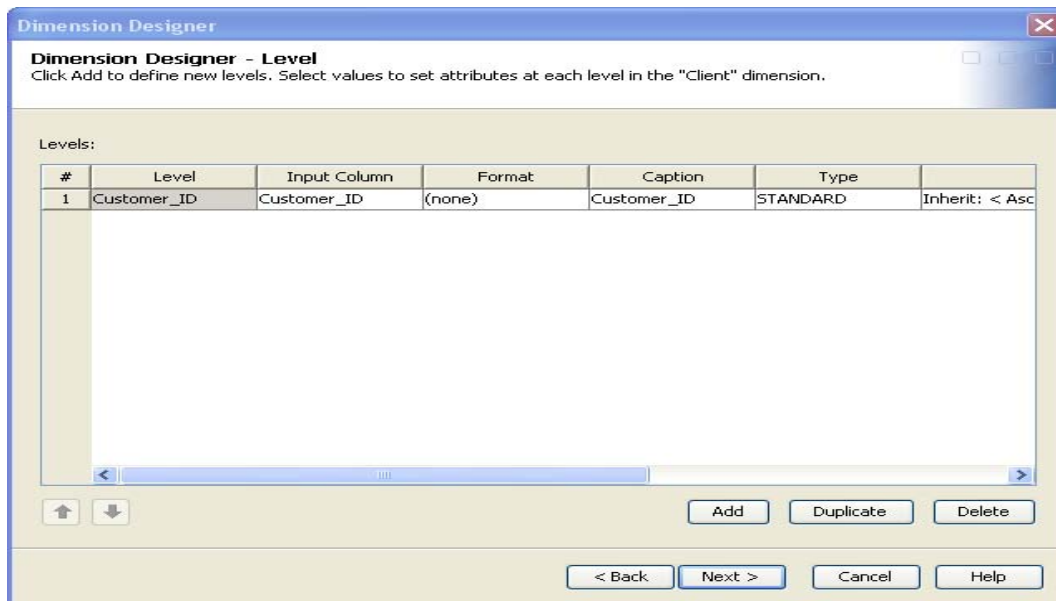 Dimension Designer
Dimension Designer - Level
Click Add to define new levels. Select values to set attributes at each level in the "Client" dimension.
Levels:
# Level Input Column Format Caption Type
1 Customer_ID Customer_ID (none) Customer_ID STANDARD Inherit: < Asc
Add Duplicate Delete
< Back Next > Cancel Help